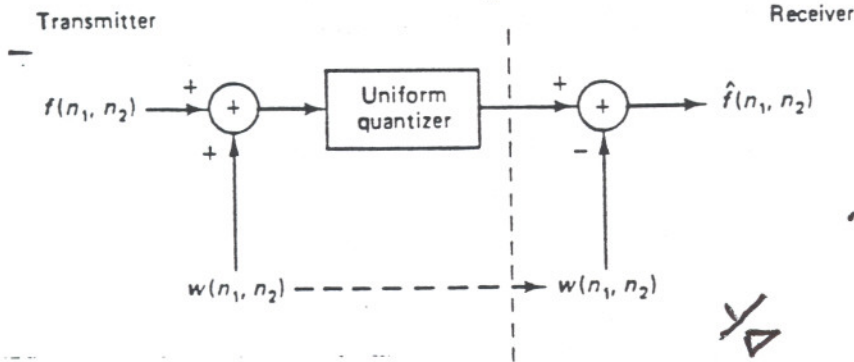 Transmitter
Receiver
f(n₁, n₂)
+
+
+
Uniform
quantizer
+
+
−
f̂(n₁, n₂)
w(n₁, n₂)
w(n₁, n₂)